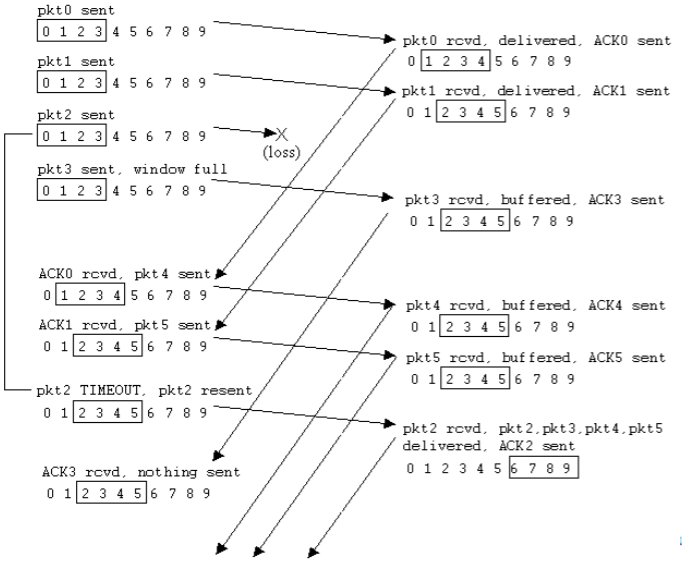 pkt0 sent
0 1 2 3 4 5 6 7 8 9
pkt1 sent
0 1 2 3 4 5 6 7 8 9
pkt2 sent
0 1 2 3 4 5 6 7 8 9
X
(loss)
pkt3 sent, window full
0 1 2 3 4 5 6 7 8 9
ACK0 rcvd, pkt4 sent
0 1 2 3 4 5 6 7 8 9
ACK1 rcvd, pkt5 sent
0 1 2 3 4 5 6 7 8 9
pkt2 TIMEOUT, pkt2 resent
0 1 2 3 4 5 6 7 8 9
ACK3 rcvd, nothing sent
0 1 2 3 4 5 6 7 8 9
pkt0 rcvd, delivered, ACK0 sent
0 1 2 3 4 5 6 7 8 9
pkt1 rcvd, delivered, ACK1 sent
0 1 2 3 4 5 6 7 8 9
pkt3 rcvd, buffered, ACK3 sent
0 1 2 3 4 5 6 7 8 9
pkt4 rcvd, buffered, ACK4 sent
0 1 2 3 4 5 6 7 8 9
pkt5 rcvd, buffered, ACK5 sent
0 1 2 3 4 5 6 7 8 9
pkt2 rcvd, pkt2,pkt3,pkt4,pkt5
delivered, ACK2 sent
0 1 2 3 4 5 6 7 8 9